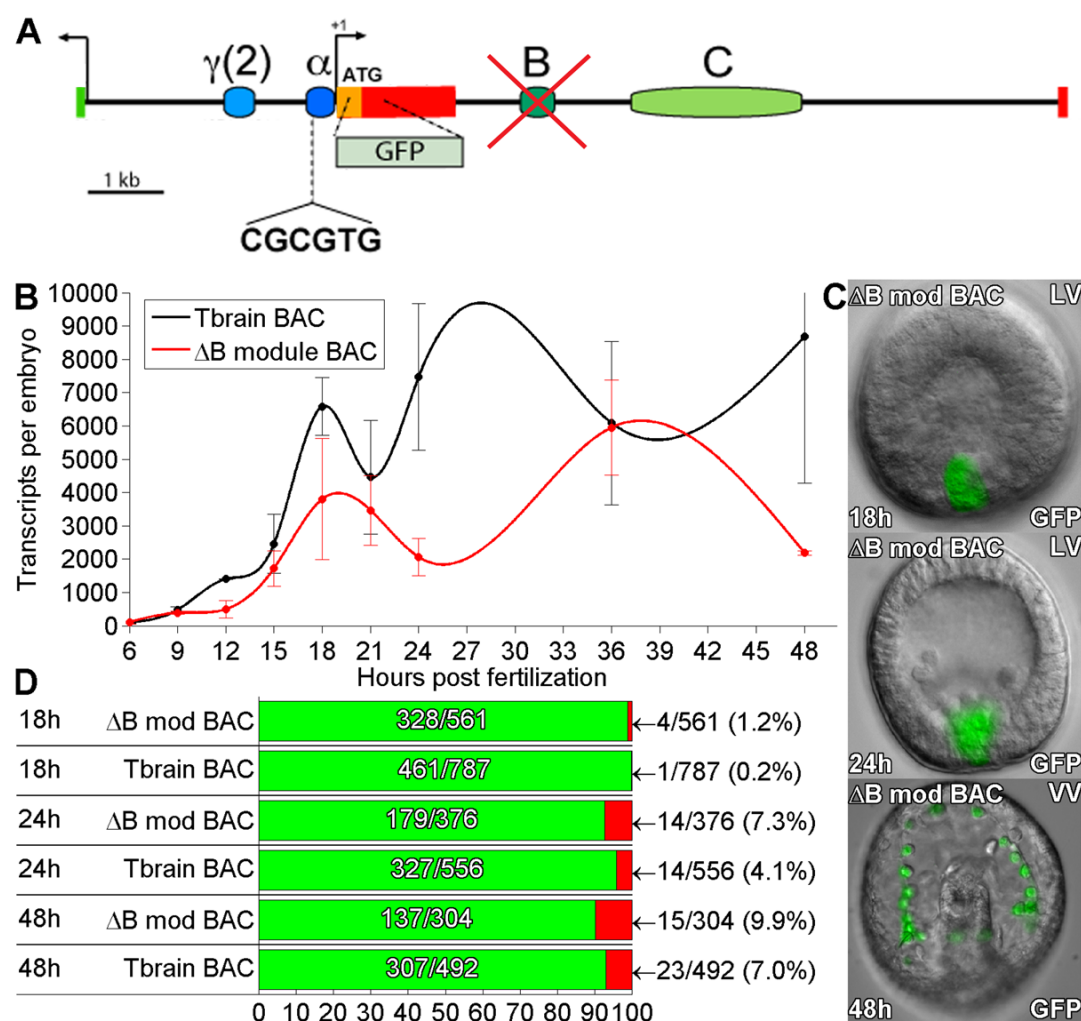 A
+1
γ(2)
α
ATG
B
C
GFP
1 kb
CGCGTG
B
Transcripts per embryo
10000
9000
8000
7000
6000
5000
4000
3000
2000
1000
0
Tbrain BAC
ΔB module BAC
6 9 12 15 18 21 24 27 30 33 36 39 42 45 48
Hours post fertilization
C
ΔB mod BAC LV
18h GFP
ΔB mod BAC LV
24h GFP
ΔB mod BAC VV
48h GFP
D
18h ΔB mod BAC 328/561 ←4/561 (1.2%)
18h Tbrain BAC 461/787 ←1/787 (0.2%)
24h ΔB mod BAC 179/376 ←14/376 (7.3%)
24h Tbrain BAC 327/556 ←14/556 (4.1%)
48h ΔB mod BAC 137/304 ←15/304 (9.9%)
48h Tbrain BAC 307/492 ←23/492 (7.0%)
0 10 20 30 40 50 60 70 80 90 100